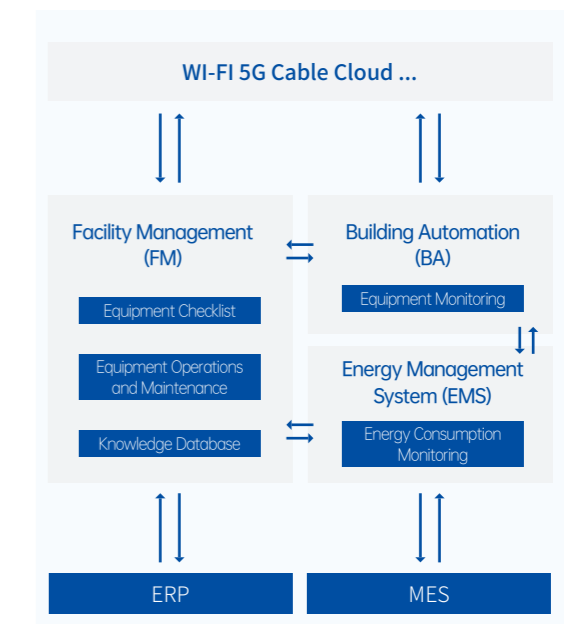 WI-FI 5G Cable Cloud ...
Facility Management
(FM)
Equipment Checklist
Equipment Operations
and Maintenance
Knowledge Database
Building Automation
(BA)
Equipment Monitoring
Energy Management
System (EMS)
Energy Consumption
Monitoring
ERP
MES